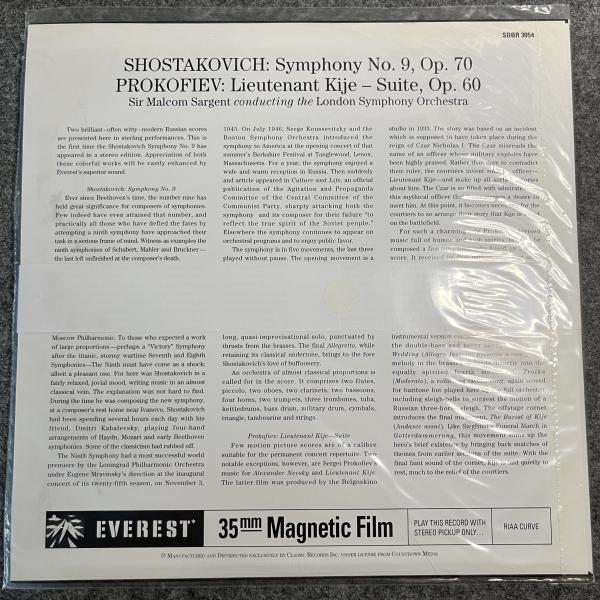 SDBR 3054
SHOSTAKOVICH: Symphony No. 9, Op. 70
PROKOFIEV: Lieutenant Kije – Suite, Op. 60
Sir Malcom Sargent conducting the London Symphony Orchestra
Two brilliant–often witty–modern Russian scores
are presented here in sterling performances. This is
the first time the Shostakovich Symphony No. 9 has
appeared in a stereo edition. Appreciation of both
these colorful works will be vastly enhanced by
Everest's superior sound.
Shostakovich: Symphony No. 9
Ever since Beethoven's time, the number nine has
held great significance for composers of symphonies.
Few indeed have even attained that number, and
practically all those who have defied the fates by
attempting a ninth symphony have approached their
task in a serious frame of mind. Witness as examples the
ninth symphonies of Schubert, Mahler and Bruckner—
the last left unfinished at the composer's death.
Moscow Philharmonic. To those who expected a work
of large proportions—perhaps a "Victory" Symphony
after the titanic, stormy wartime Seventh and Eighth
Symphonies—The Ninth must have come as a shock;
albeit a pleasant one. For here was Shostakovich in a
fairly relaxed, jovial mood, writing music in an almost
classical vein. The explanation was not hard to find.
During the time he was composing the new symphony,
at a composer's rest home near Ivanovo, Shostakovich
had been spending several hours each day with his
friend, Dmitri Kabalevsky, playing four-hand
arrangements of Haydn, Mozart and early Beethoven
symphonies. Some of the classicism had rubbed off.
The Ninth Symphony had a most successful world
premiere by the Leningrad Philharmonic Orchestra
under Eugene Mravinsky's direction at the inaugural
concert of its twenty-fifth season, on November 3,
1945. On July 1946, Serge Koussevitzky and the
Boston Symphony Orchestra introduced the
symphony to America at the opening concert of that
summer's Berkshire Festival at Tanglewood, Lenox,
Massachusetts. For a year, the symphony enjoyed a
wide and warm reception in Russia. Then suddenly
and article appeared in Culture and Life, an official
publication of the Agitation and Propaganda
Committee of the Central Committee of the
Communist Party, sharply attacking both the
symphony and its composer for their failure "to
reflect the true spirit of the Soviet people."
Elsewhere the symphony continues to appear on
orchestral programs and to enjoy public favor.
The symphony is in five movements, the last three
played without pause. The opening movement is a
long, quasi-improvisational solo, punctuated by
thrusts from the brasses. The final Allegretto, while
retaining its classical undertone, brings to the fore
Shostakovich's love of buffoonery.
An orchestra of almost classical proportions is
called for in the score. It comprises two flutes,
piccolo, two oboes, two clarinets, two bassoons,
four horns, two trumpets, three trombones, tuba,
kettledrums, bass drum, military drum, cymbals,
triangle, tambourine and strings.
Prokofiev: Lieutenant Kije—Suite
Few motion picture scores are of a calibre
suitable for the permanent concert repertoire. Two
notable exceptions, however, are Sergei Prokofiev's
music for Alexander Nevsky and Lieutenant Kije.
The latter film was produced by the Belgoskino
studio in 1933. The story was based on an incident
which is supposed to have taken place during the
reign of Czar Nicholas I. The Czar misreads the
name of an officer whose military exploits have
been highly praised. Rather than to contradict
their ruler, the courtiers invent officer—
Lieutenant Kije—and make up all stories
about him. The Czar is so filled with admiration
this mythical officer that expresses a desire to
meet him. At this point, it becomes necessary for the
courtiers to so arrange their story that Kije is
on the battlefield.
For such a charming Prokofiev
music full of humor and high spirits.
composed a five
score. It received its first
instrumental version
the double-bass and tenor
Wedding (Allegro presents a
melody in the brass directly into the
equally spirited fourth Troika
(Moderato), a rollicking again, scored
for baritone but played here full orchestra
including sleigh bells to suggest the motion of a
Russian three-horse sleigh. The offstage cornet
introduces the final movement, The Burial of Kije
(Andante assai). Like Siegfried's Funeral March in
Gotterdammerung, this movement sums up the
hero's brief existence by bringing back snatches of
themes from earlier sections of the suite. With the
final faint sound of the cornet, Kije is laid quietly to
rest, much to the relief of the courtiers.
EVEREST
35mm Magnetic Film
PLAY THIS RECORD WITH
STEREO PICKUP ONLY...
RIAA CURVE
℗ Manufactured and Distributed exclusively by Classic Records Inc. under license from Countdown Media